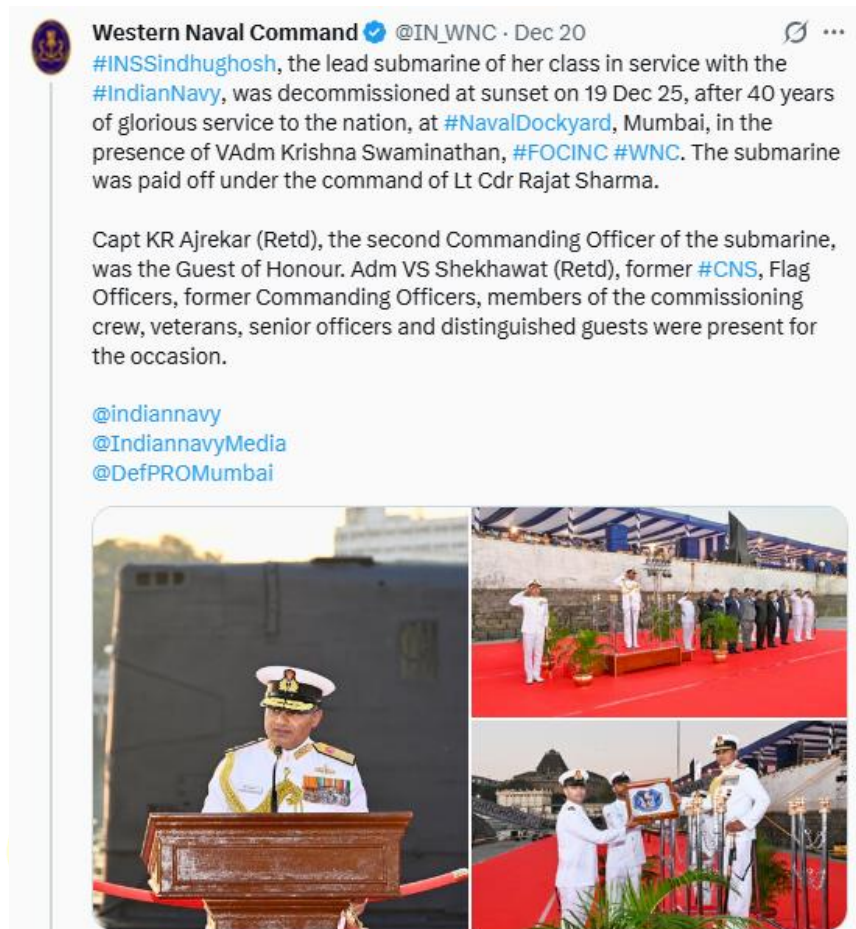 Western Naval Command @IN_WNC · Dec 20
#INSSindhughosh, the lead submarine of her class in service with the
#IndianNavy, was decommissioned at sunset on 19 Dec 25, after 40 years
of glorious service to the nation, at #NavalDockyard, Mumbai, in the
presence of VAdm Krishna Swaminathan, #FOCINC #WNC. The submarine
was paid off under the command of Lt Cdr Rajat Sharma.
Capt KR Ajrekar (Retd), the second Commanding Officer of the submarine,
was the Guest of Honour. Adm VS Shekhawat (Retd), former #CNS, Flag
Officers, former Commanding Officers, members of the commissioning
crew, veterans, senior officers and distinguished guests were present for
the occasion.
@indiannavy
@IndiannavyMedia
@DefPROMumbai